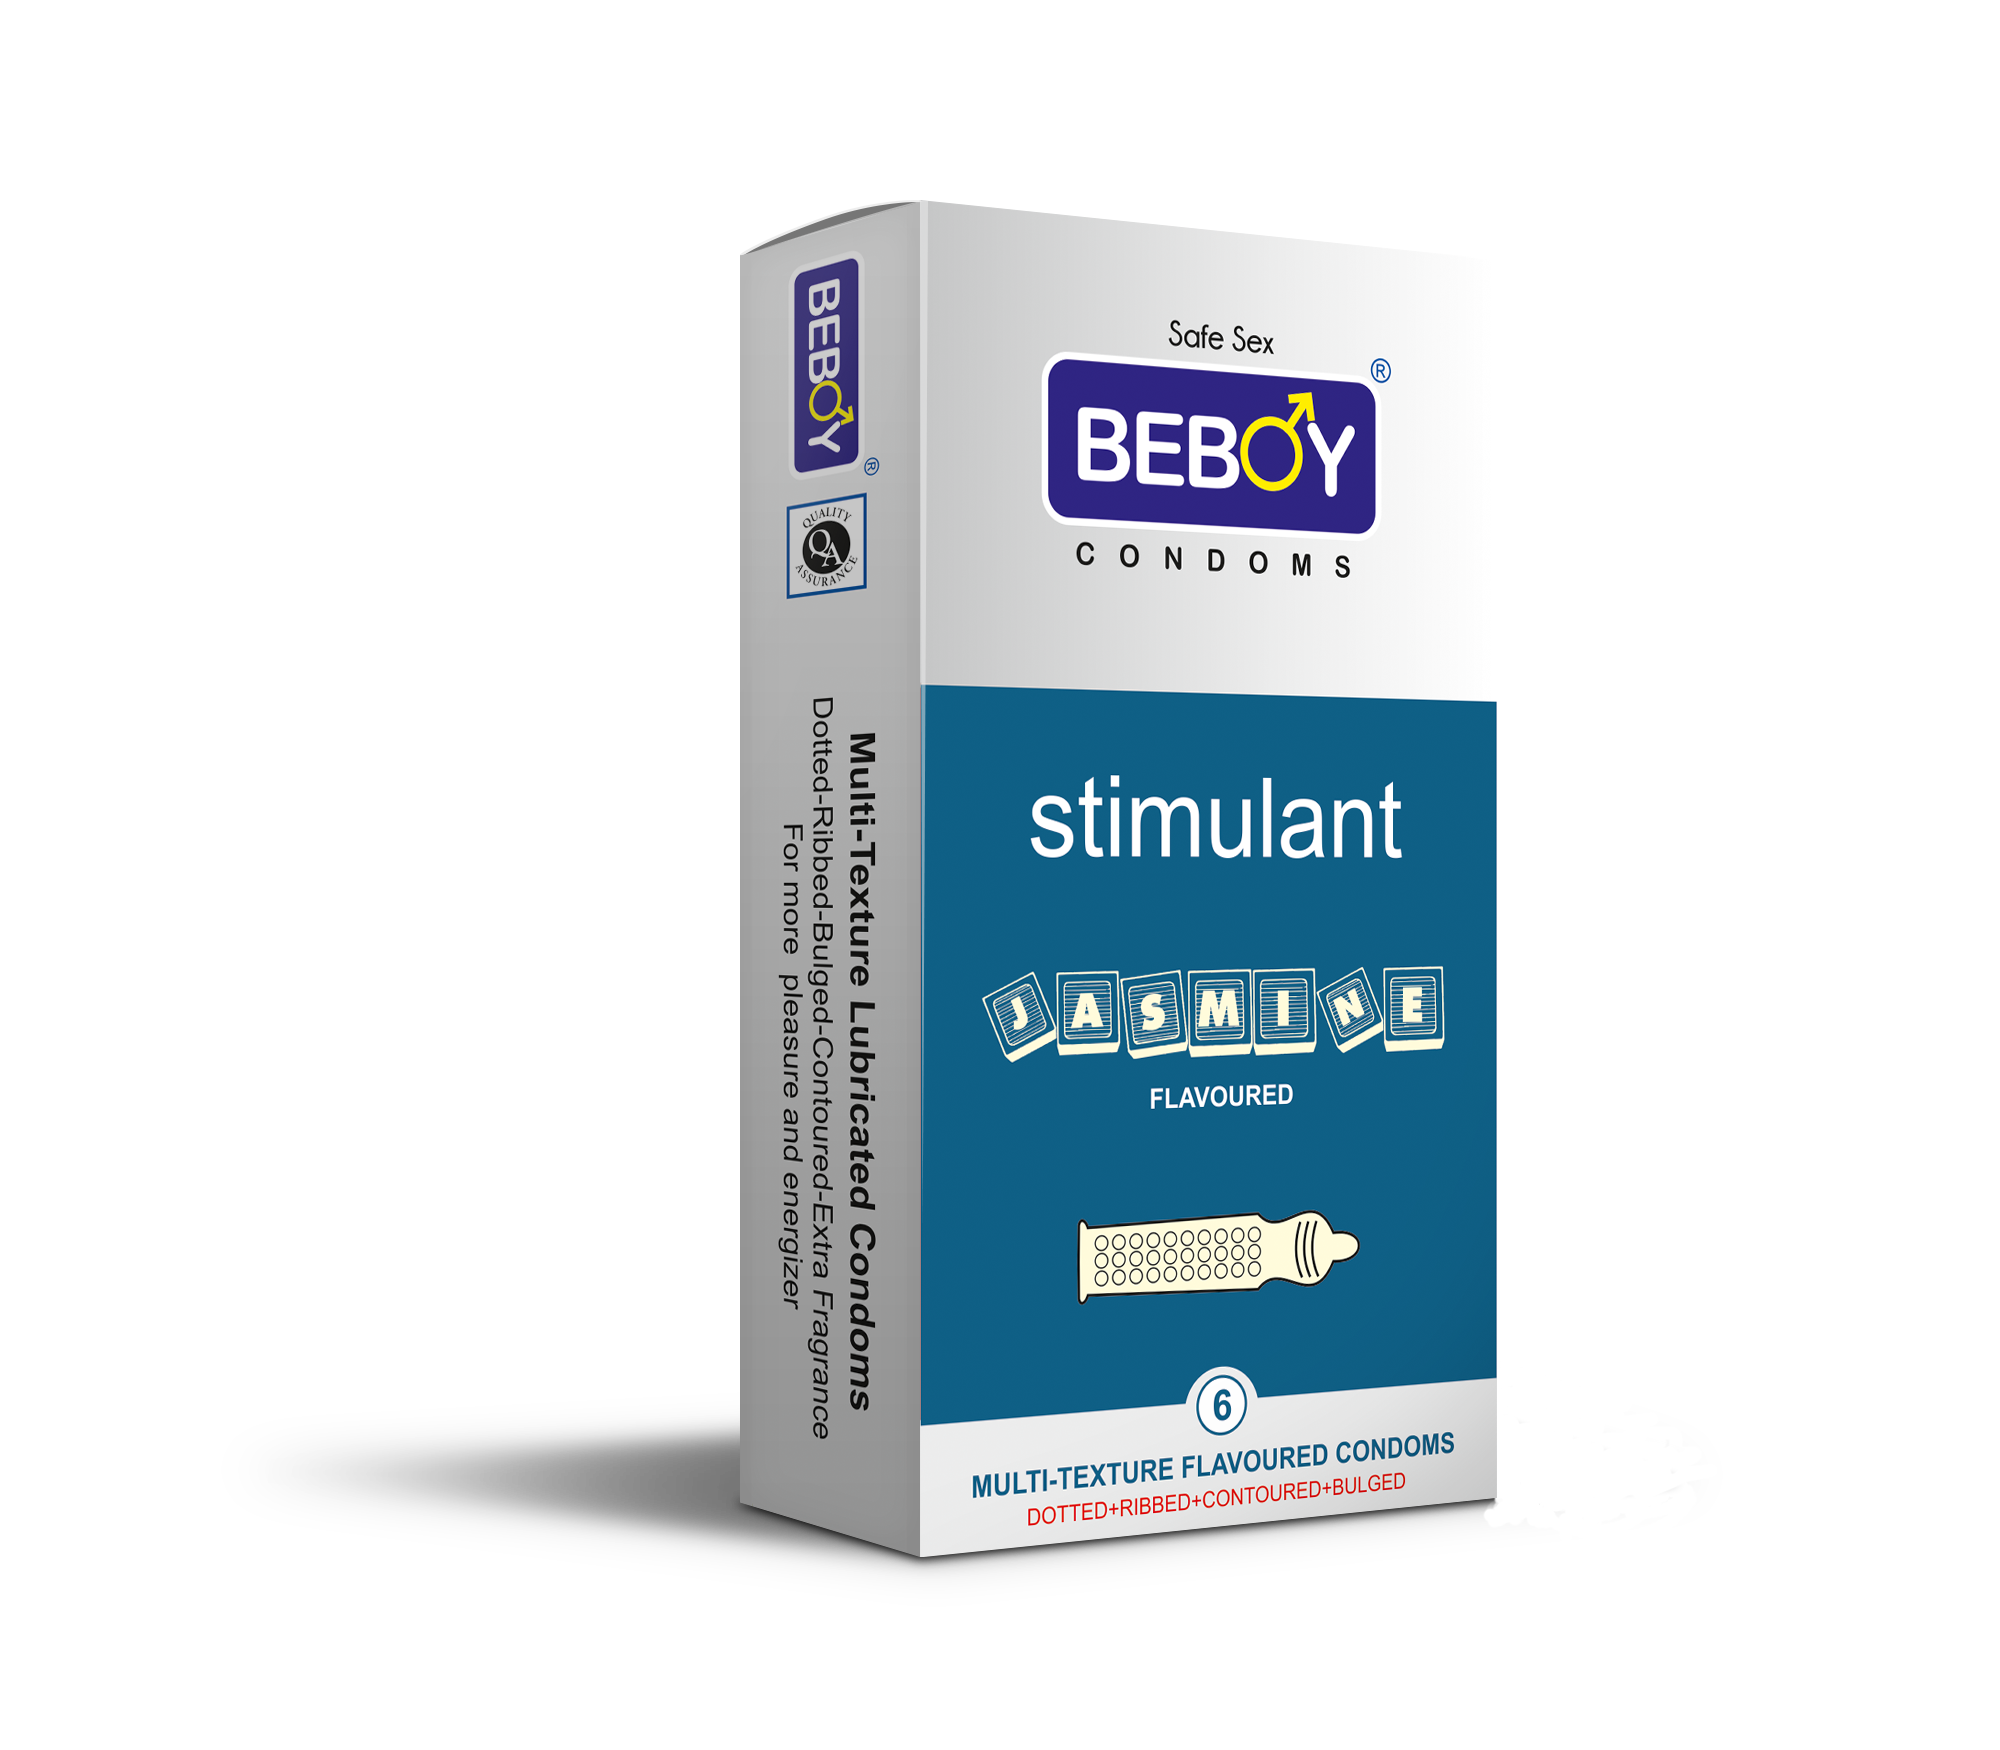 Safe Sex
BEBOY
®
CONDOMS
stimulant
JASMINE
FLAVOURED
6
MULTI-TEXTURE FLAVOURED CONDOMS
DOTTED+RIBBED+CONTOURED+BULGED
BEBOY
®
QUALITY
QA
ASSURANCE
Multi-Texture Lubricated Condoms
Dotted-Ribbed-Bulged-Contoured-Extra Fragrance
For more pleasure and energizer